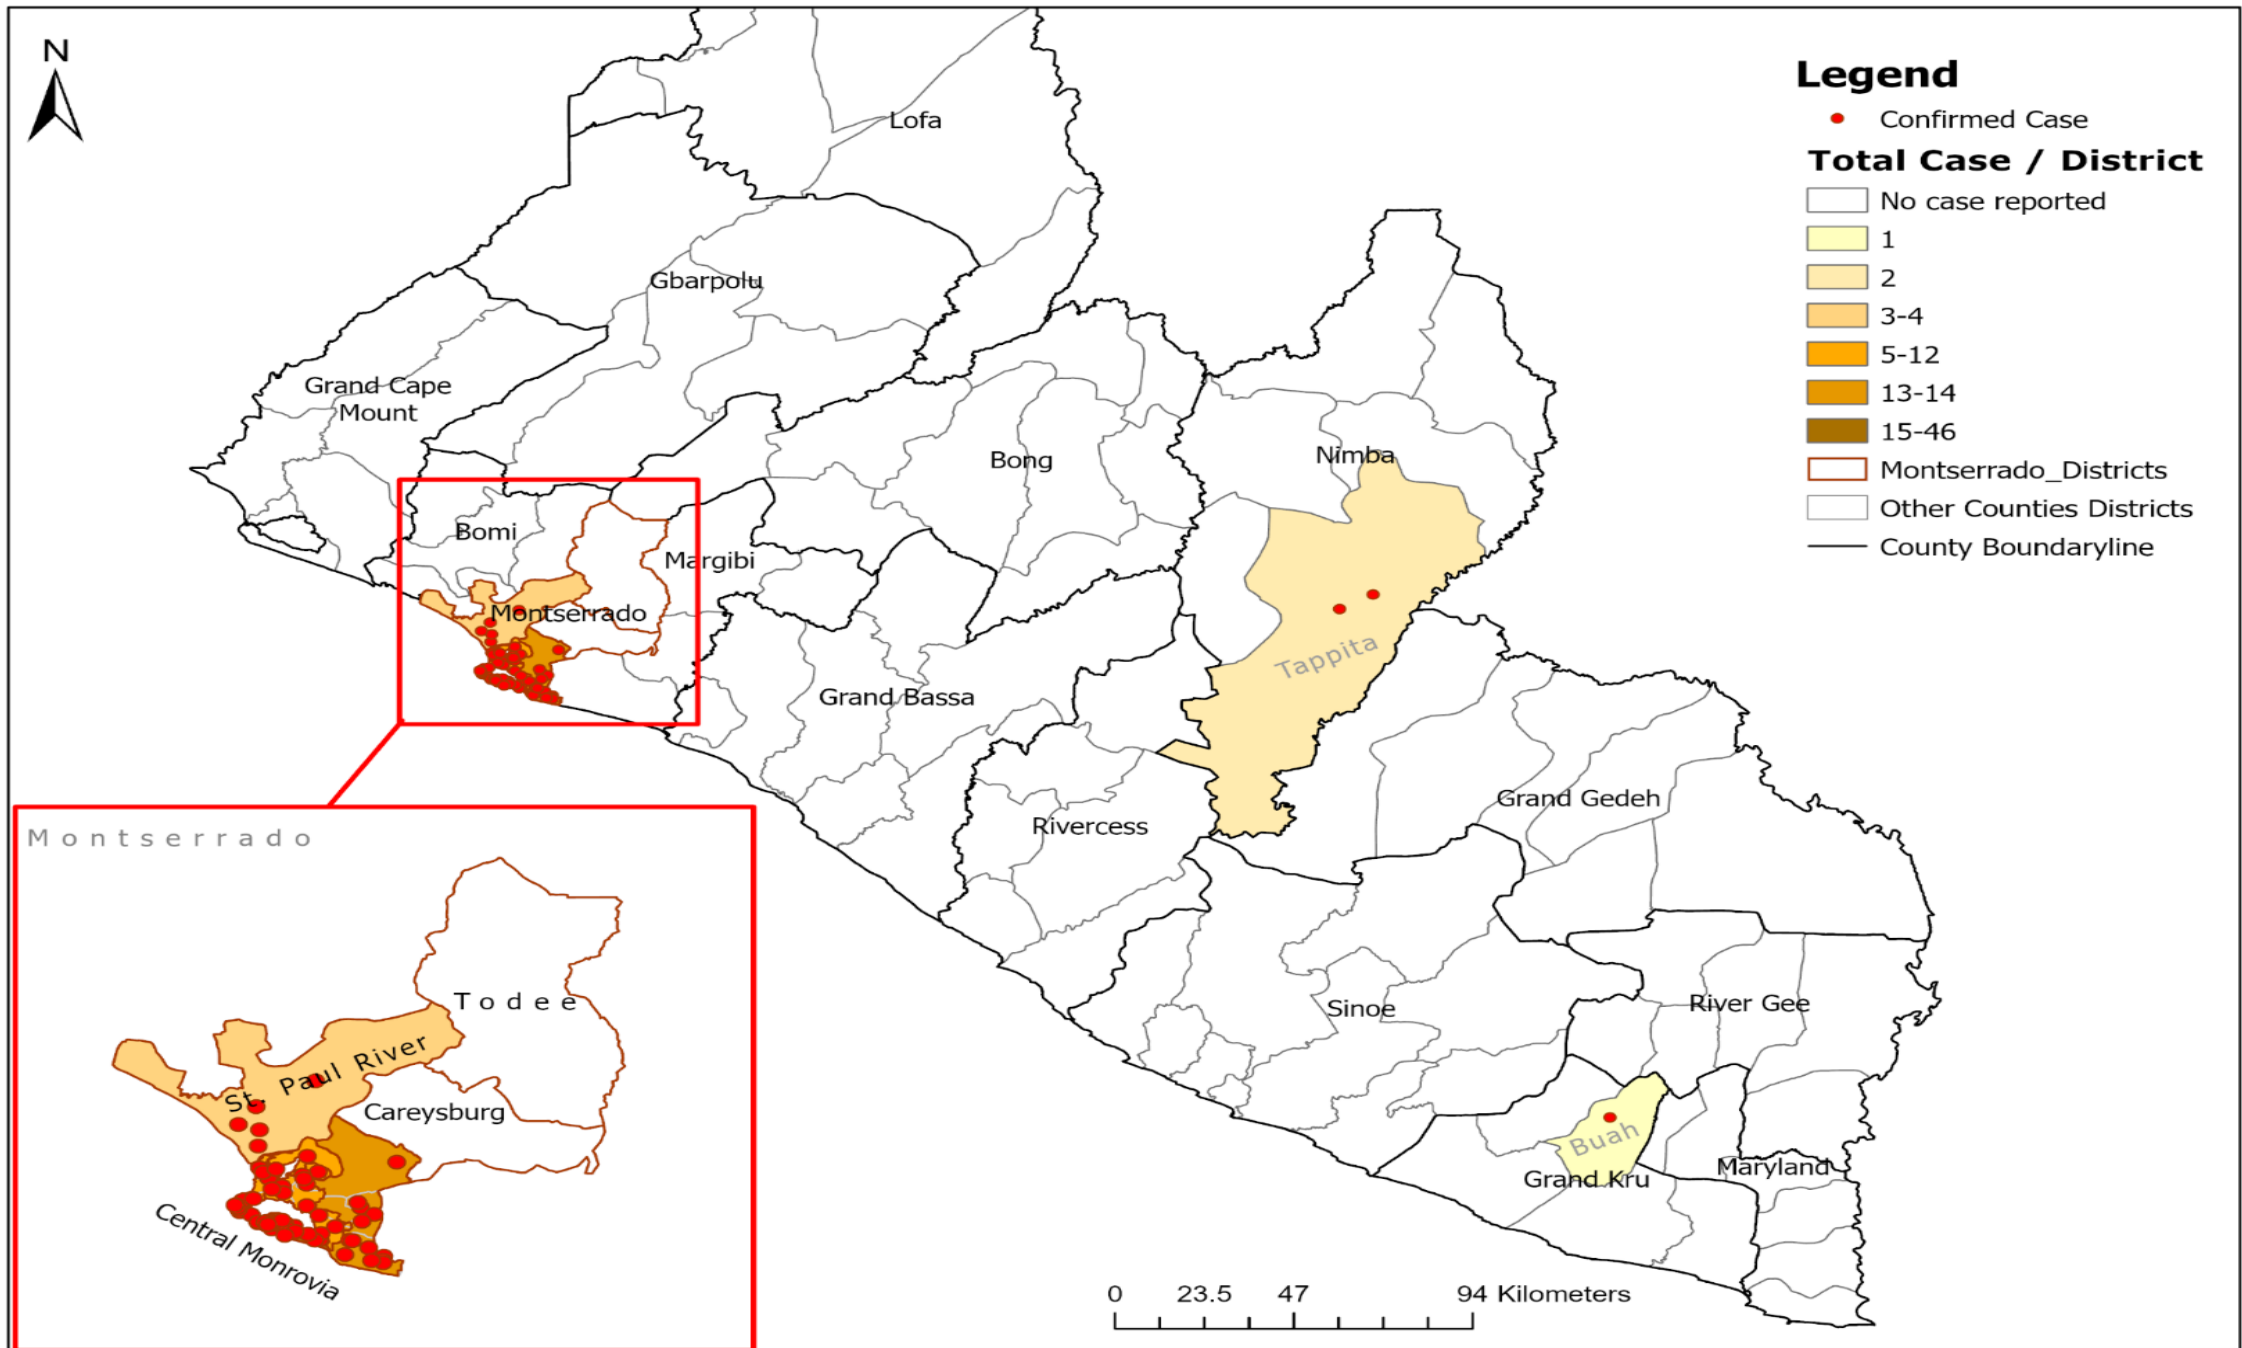 N
Legend
Confirmed Case
Total Case / District
No case reported
1
2
3-4
5-12
13-14
15-46
Montserrado_Districts
Other Counties Districts
County Boundaryline
Lofa
Gbarpolu
Grand Cape
Mount
Bong
Nimba
Bomi
Margibi
Montserrado
Tappita
Grand Bassa
Grand Gedeh
Rivercess
Sinoe
River Gee
Buah
Maryland
Grand Kru
Montserrado
Todee
St. Paul River
Careysburg
Central Monrovia
0 23.5 47 94 Kilometers